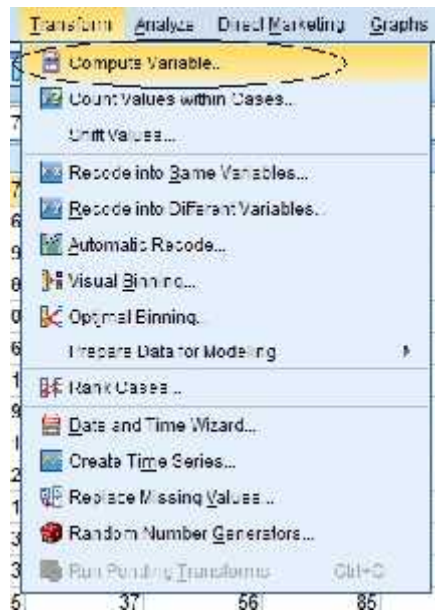 Transform Analyze Direct Marketing Graphs
Compute Variable...
Count Values within Cases...
Shift Values...
Recode into Same Variables...
Recode into Different Variables...
Automatic Recode...
Visual Binning...
Optimal Binning...
Prepare Data for Modeling
Rank Cases...
Date and Time Wizard...
Create Time Series...
Replace Missing Values...
Random Number Generators...
Run Pending Transforms Ctrl+G
5 37 56 85